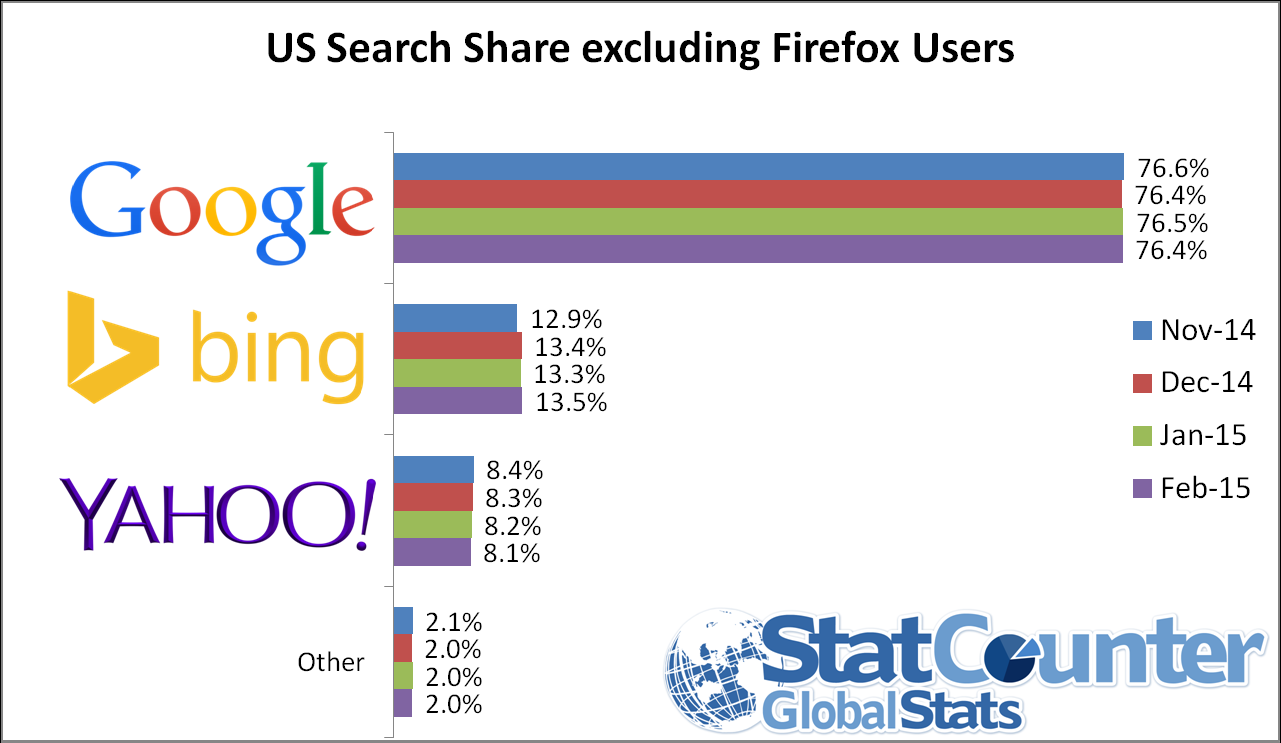 US Search Share excluding Firefox Users
Google
76.6%
76.4%
76.5%
76.4%
bing
12.9%
13.4%
13.3%
13.5%
YAHOO!
8.4%
8.3%
8.2%
8.1%
Other
2.1%
2.0%
2.0%
2.0%
Nov-14
Dec-14
Jan-15
Feb-15
StatCounter
GlobalStats